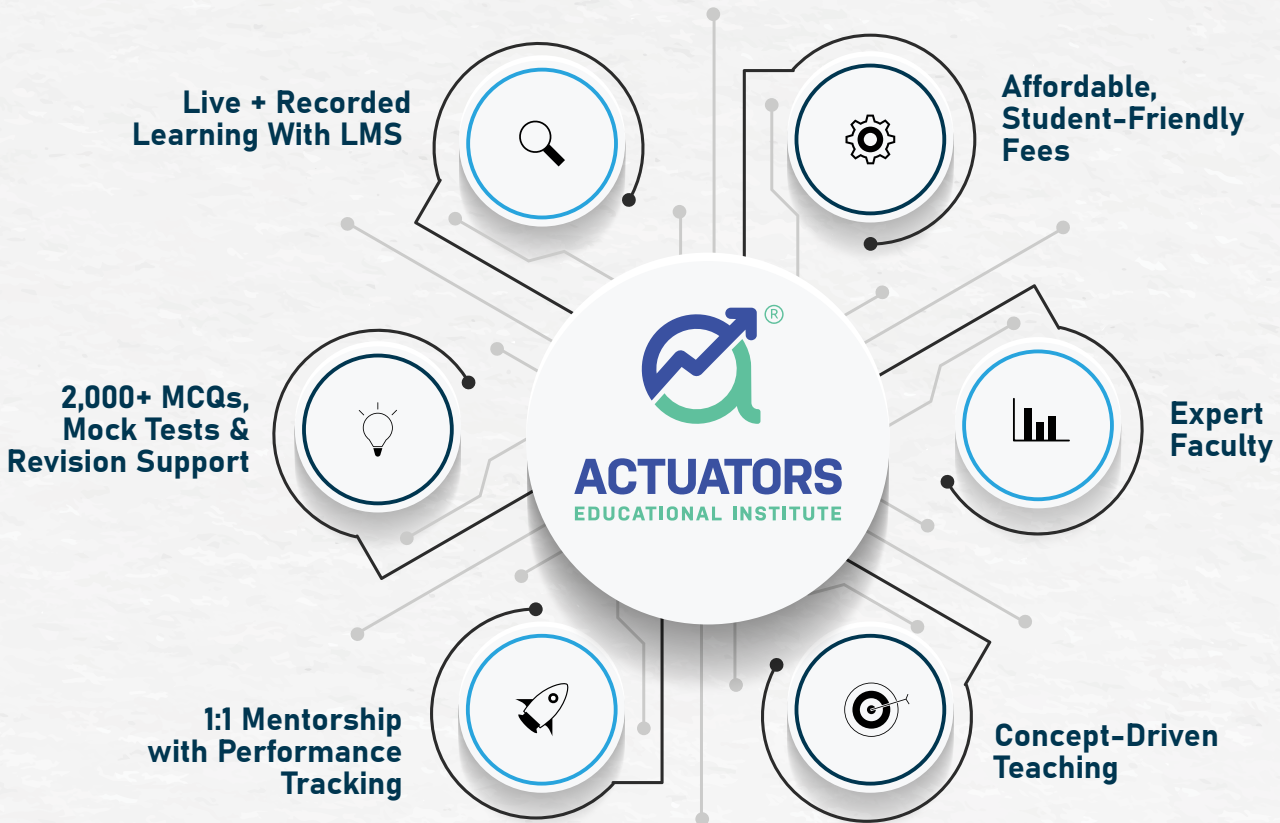 Live + Recorded
Learning With LMS
Affordable,
Student-Friendly
Fees
2,000+ MCQs,
Mock Tests &
Revision Support
®
ACTUATORS
EDUCATIONAL INSTITUTE
Expert
Faculty
1:1 Mentorship
with Performance
Tracking
Concept-Driven
Teaching